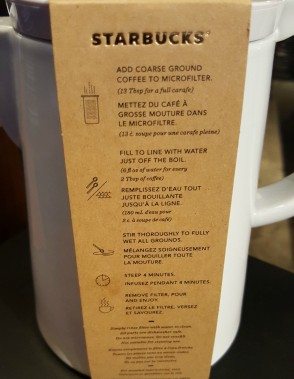 STARBUCKS
ADD COARSE GROUND
COFFEE TO MICROFILTER.
(13 Tbsp for a full carafe)
METTEZ DU CAFÉ À
GROSSE MOUTURE DANS
LE MICROFILTRE.
(13 c. soupe pour une carafe pleine)
FILL TO LINE WITH WATER
JUST OFF THE BOIL.
(6 fl oz of water for every
2 Tbsp of coffee)
REMPLISSEZ D'EAU TOUT
JUSTE BOUILLANTE
JUSQU'À LA LIGNE.
(180 ml d'eau pour
2 c. à soupe de café)
STIR THOROUGHLY TO FULLY
WET ALL GROUNDS.
MÉLANGEZ SOIGNEUSEMENT
POUR MOUILLER TOUTE
LA MOUTURE.
STEEP 4 MINUTES.
INFUSEZ PENDANT 4 MINUTES.
REMOVE FILTER, POUR
AND ENJOY.
RETIREZ LE FILTRE, VERSEZ
ET SAVOUREZ.